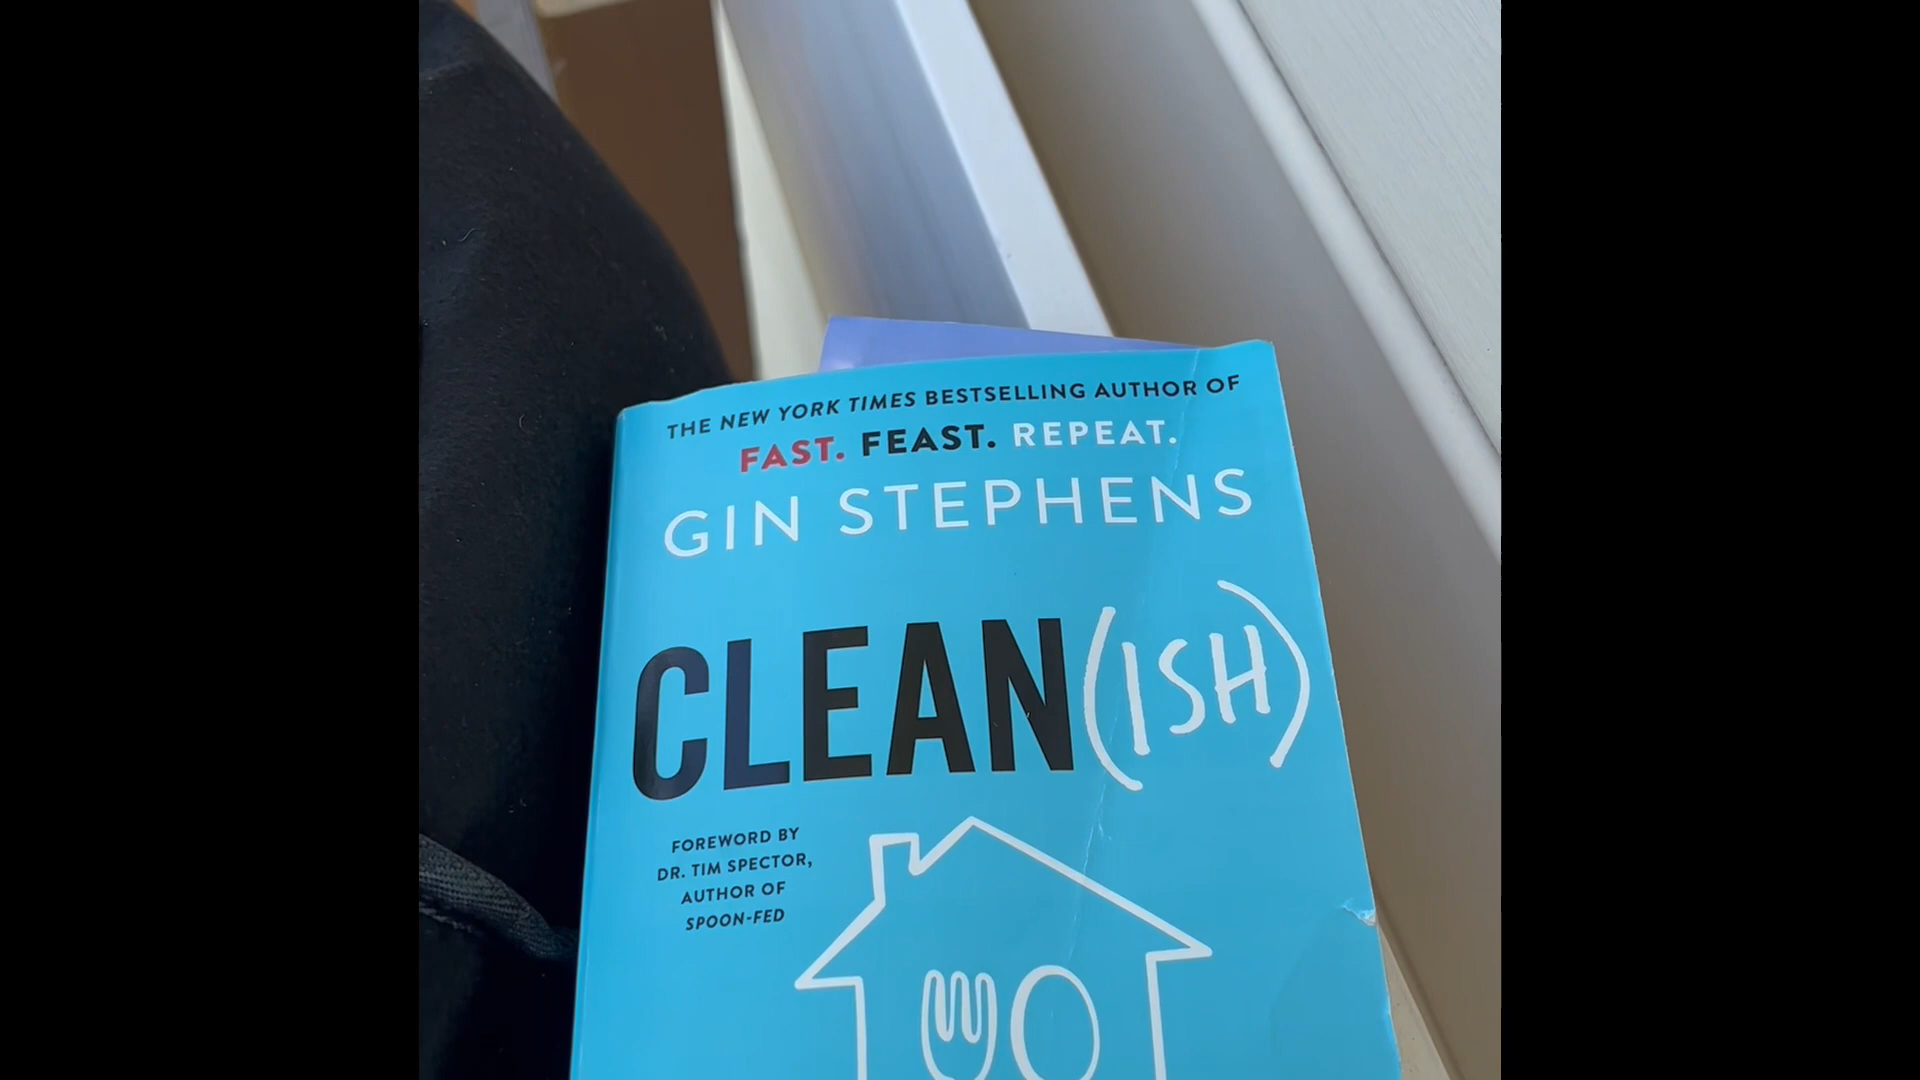 THE NEW YORK TIMES BESTSELLING AUTHOR OF
FAST. FEAST. REPEAT.
GIN STEPHENS
CLEAN(ISH)
FOREWORD BY
DR. TIM SPECTOR,
AUTHOR OF
SPOON-FED